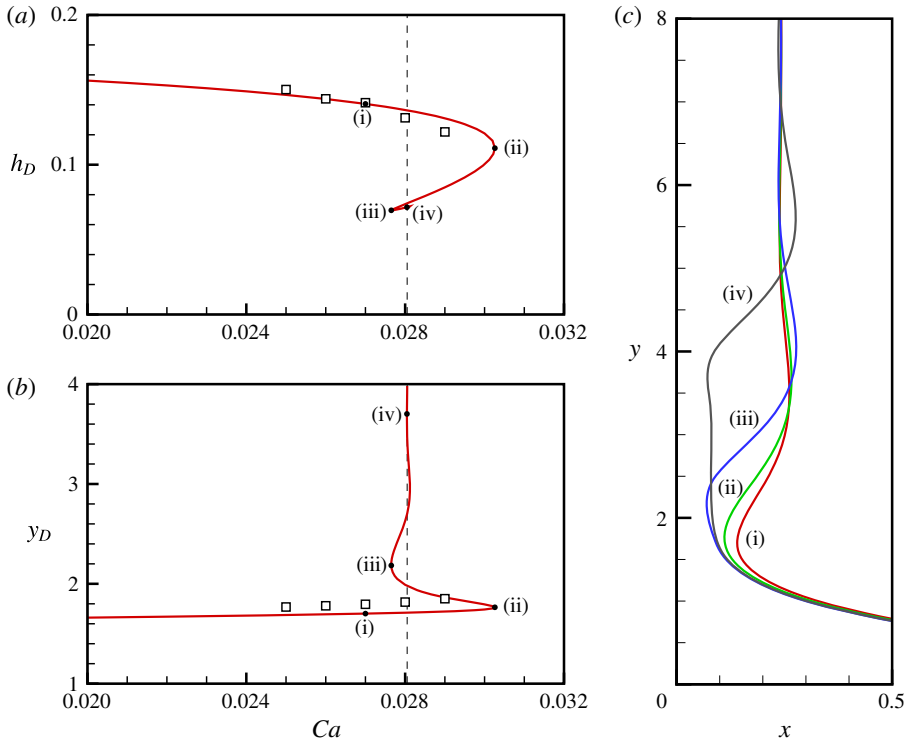 (a)
0.2
0.1
0
h_D
(i)
(ii)
(iii)
(iv)
0.020
0.024
0.028
0.032
(b)
4
3
2
1
y_D
(iv)
(iii)
(ii)
(i)
0.020
0.024
0.028
0.032
Ca
(c)
8
6
4
2
0
y
(iv)
(iii)
(ii)
(i)
0.5
x